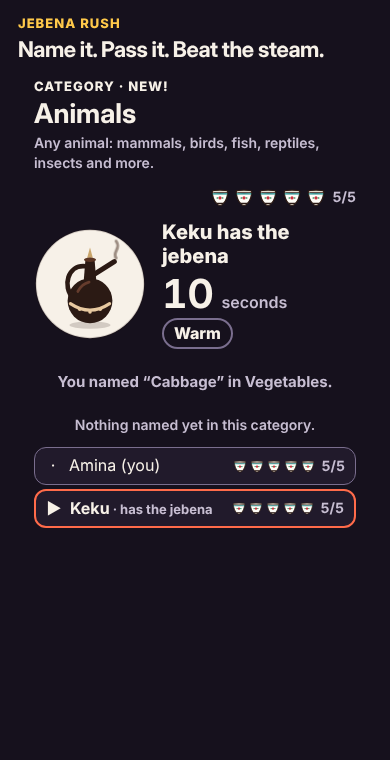 JEBENA RUSH
Name it. Pass it. Beat the steam.
CATEGORY · NEW!
Animals
Any animal: mammals, birds, fish, reptiles,
insects and more.
5/5
Keku has the
jebena
10 seconds
Warm
You named “Cabbage” in Vegetables.
Nothing named yet in this category.
· Amina (you) 5/5
▶ Keku · has the jebena 5/5